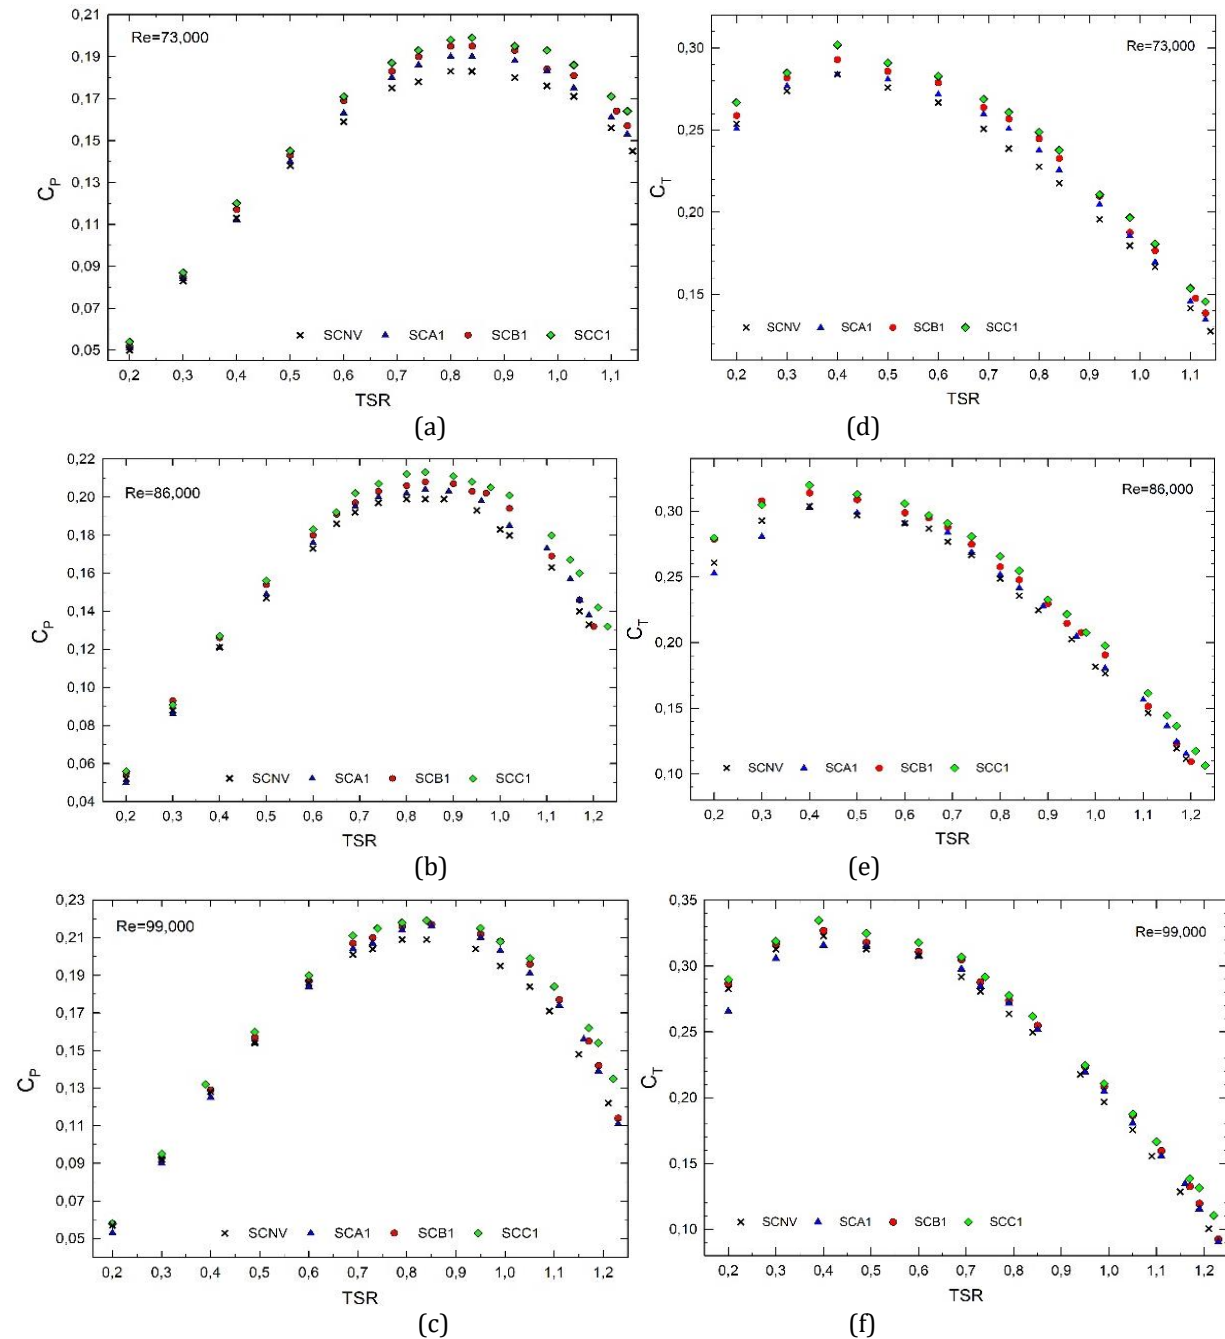 0,21
0,19
0,17
0,15
0,13
0,11
0,09
0,07
0,05
C_P
Re=73,000
SCNV SCA1 SCB1 SCC1
0,2 0,3 0,4 0,5 0,6 0,7 0,8 0,9 1,0 1,1
TSR
(a)
0,30
0,25
0,20
0,15
C_T
Re=73,000
SCNV SCA1 SCB1 SCC1
0,2 0,3 0,4 0,5 0,6 0,7 0,8 0,9 1,0 1,1
TSR
(d)
0,22
0,20
0,18
0,16
0,14
0,12
0,10
0,08
0,06
0,04
C_P
Re=86,000
SCNV SCA1 SCB1 SCC1
0,2 0,3 0,4 0,5 0,6 0,7 0,8 0,9 1,0 1,1 1,2
TSR
(b)
0,30
0,25
0,20
0,15
0,10
C_T
Re=86,000
SCNV SCA1 SCB1 SCC1
0,2 0,3 0,4 0,5 0,6 0,7 0,8 0,9 1,0 1,1 1,2
TSR
(e)
0,23
0,21
0,19
0,17
0,15
0,13
0,11
0,09
0,07
0,05
C_P
Re=99,000
SCNV SCA1 SCB1 SCC1
0,2 0,3 0,4 0,5 0,6 0,7 0,8 0,9 1,0 1,1 1,2
TSR
(c)
0,35
0,30
0,25
0,20
0,15
0,10
C_T
Re=99,000
SCNV SCA1 SCB1 SCC1
0,2 0,3 0,4 0,5 0,6 0,7 0,8 0,9 1,0 1,1 1,2
TSR
(f)